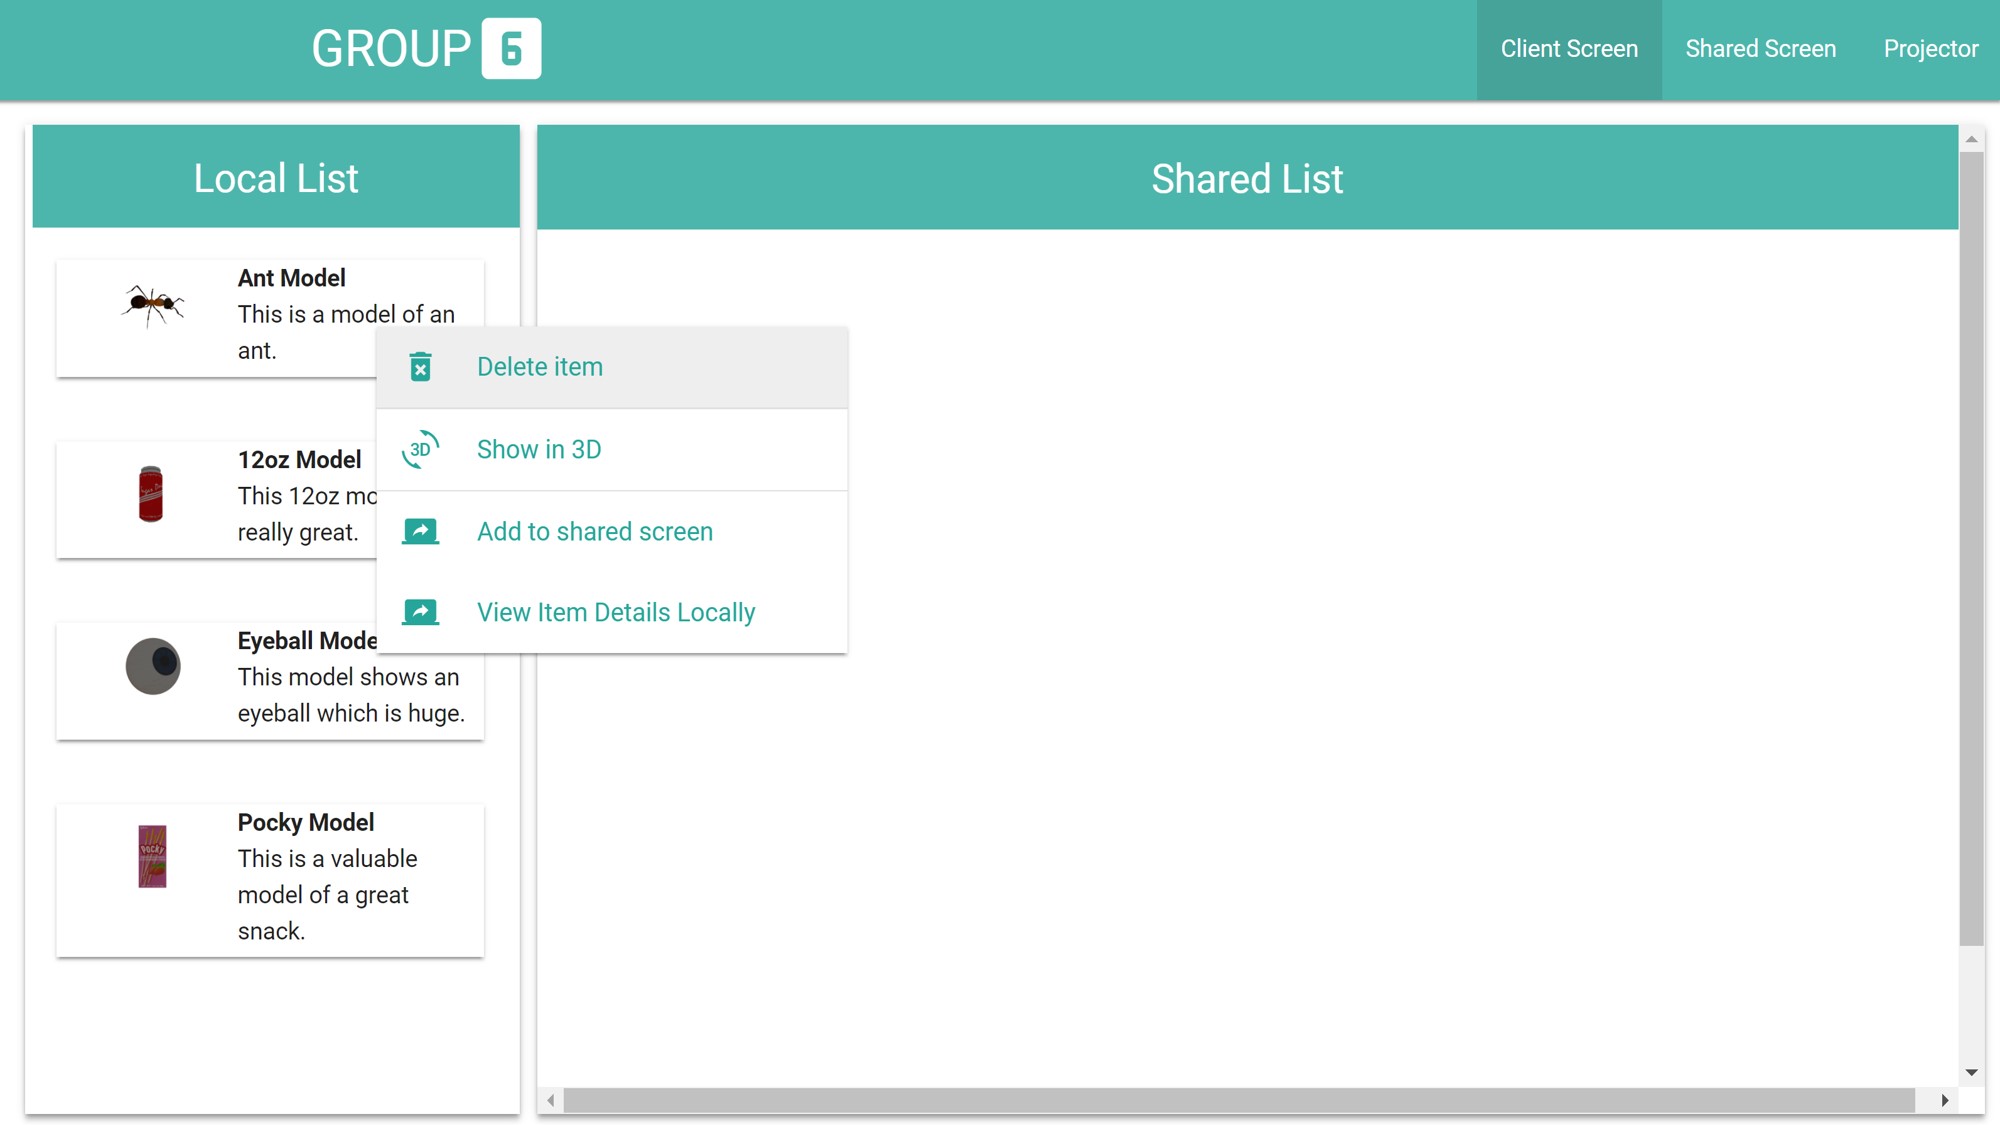 GROUP 6
Client Screen
Shared Screen
Projector
Local List
Shared List
Ant Model
This is a model of an
ant.
Delete item
Show in 3D
3D
Add to shared screen
View Item Details Locally
12oz Model
This 12oz
really great.
Eyeball
This model shows an
eyeball which is huge.
Pocky Model
This is a valuable
model of a great
snack.
POCKY